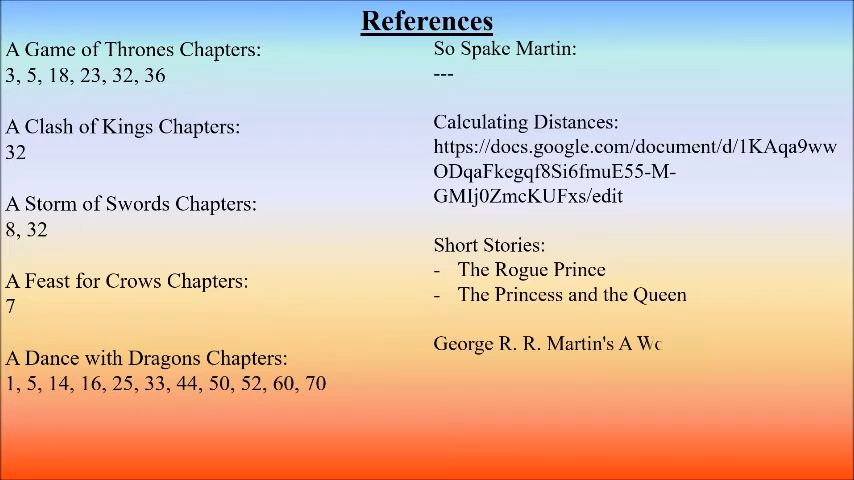 References
A Game of Thrones Chapters:
3, 5, 18, 23, 32, 36
A Clash of Kings Chapters:
32
A Storm of Swords Chapters:
8, 32
A Feast for Crows Chapters:
7
A Dance with Dragons Chapters:
1, 5, 14, 16, 25, 33, 44, 50, 52, 60, 70
So Spake Martin:
---
Calculating Distances:
https://docs.google.com/document/d/1KAqa9ww
ODqaFkegqf8Si6fmuE55-M-
GMIj0ZmcKUFxs/edit
Short Stories:
- The Rogue Prince
- The Princess and the Queen
George R. R. Martin's A